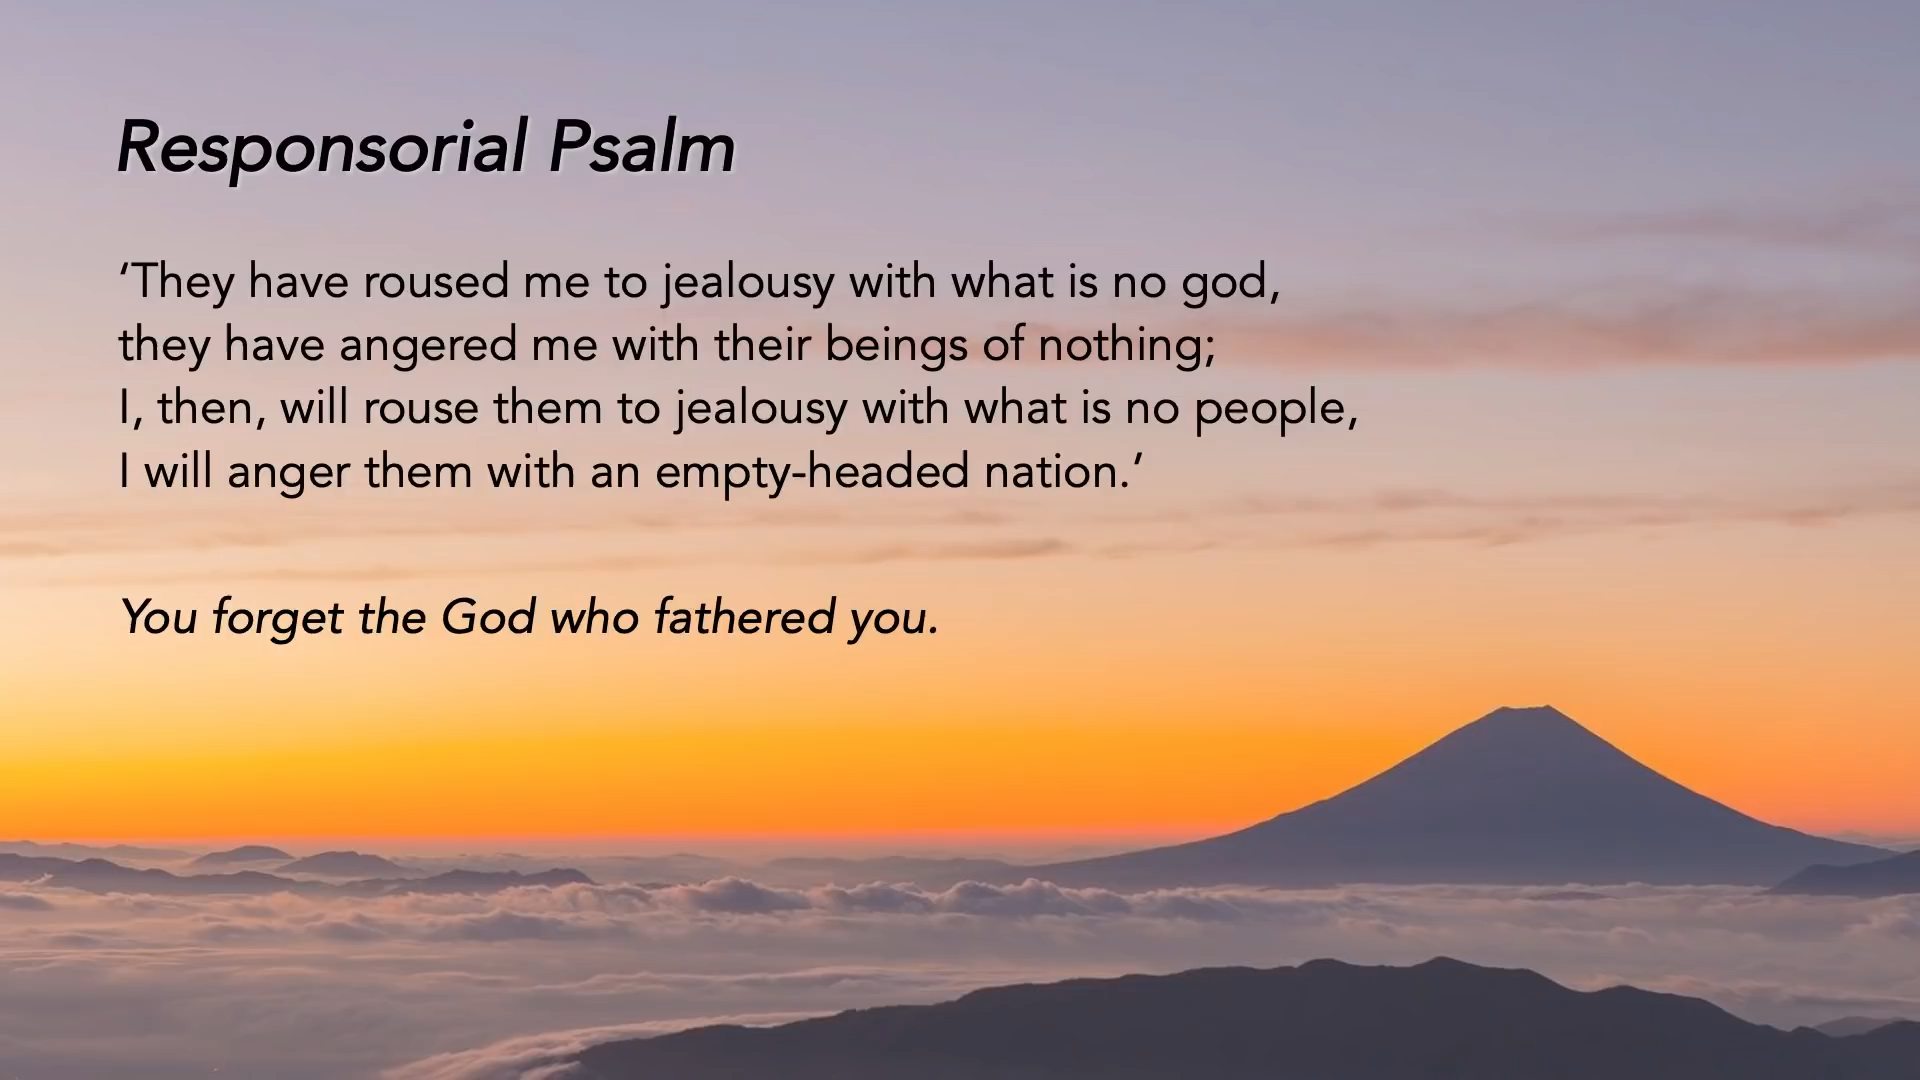 Responsorial Psalm
‘They have roused me to jealousy with what is no god,
they have angered me with their beings of nothing;
I, then, will rouse them to jealousy with what is no people,
I will anger them with an empty-headed nation.’
You forget the God who fathered you.